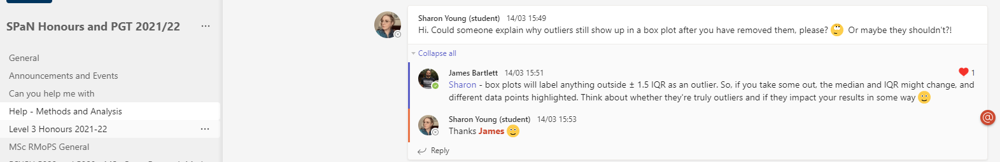 SPaN Honours and PGT 2021/22 ...
General
Announcements and Events
Can you help me with
Help - Methods and Analysis
Level 3 Honours 2021-22 ...
MSc RMoPS General
Sharon Young (student) 14/03 15:49
Hi. Could someone explain why outliers still show up in a box plot after you have removed them, please? Or maybe they shouldn't?!
Collapse all
James Bartlett 14/03 15:51
1
Sharon - box plots will label anything outside ± 1.5 IQR as an outlier. So, if you take some out, the median and IQR might change, and
different data points highlighted. Think about whether they're truly outliers and if they impact your results in some way
Sharon Young (student) 14/03 15:53
Thanks James
@
Reply